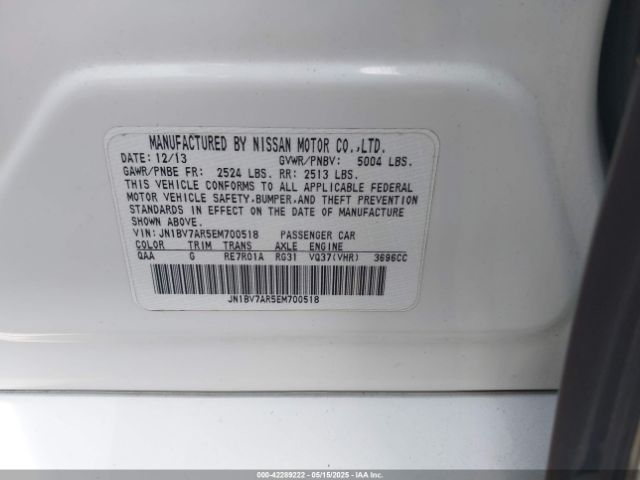 MANUFACTURED BY NISSAN MOTOR CO.,LTD.
DATE: 12/13 GVWR/PNBV: 5004 LBS.
GAWR/PNBE FR: 2524 LBS. RR: 2513 LBS.
THIS VEHICLE CONFORMS TO ALL APPLICABLE FEDERAL
MOTOR VEHICLE SAFETY,BUMPER,AND THEFT PREVENTION
STANDARDS IN EFFECT ON THE DATE OF MANUFACTURE
SHOWN ABOVE.
VIN: JN1BV7AR5EM700518 PASSENGER CAR
COLOR TRIM TRANS AXLE ENGINE
QAA G RE7R01A RG31 VQ37(VHR) 3696CC
JN1BV7AR5EM700518
000-42289222 - 05/15/2025 - IAAI.COM